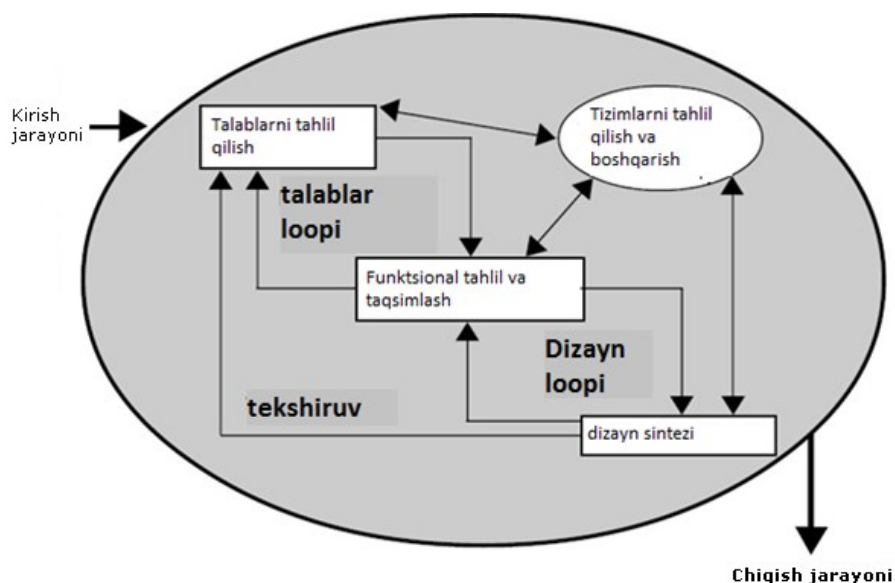 Kirish
jarayoni
Talablarni tahlil
qilish
Tizimlarni tahlil
qilish va
boshqarish
talablar
loopi
Funktsional tahlil va
taqsimlash
Dizayn
loopi
tekshiruv
dizayn sintezi
Chiqish jarayoni